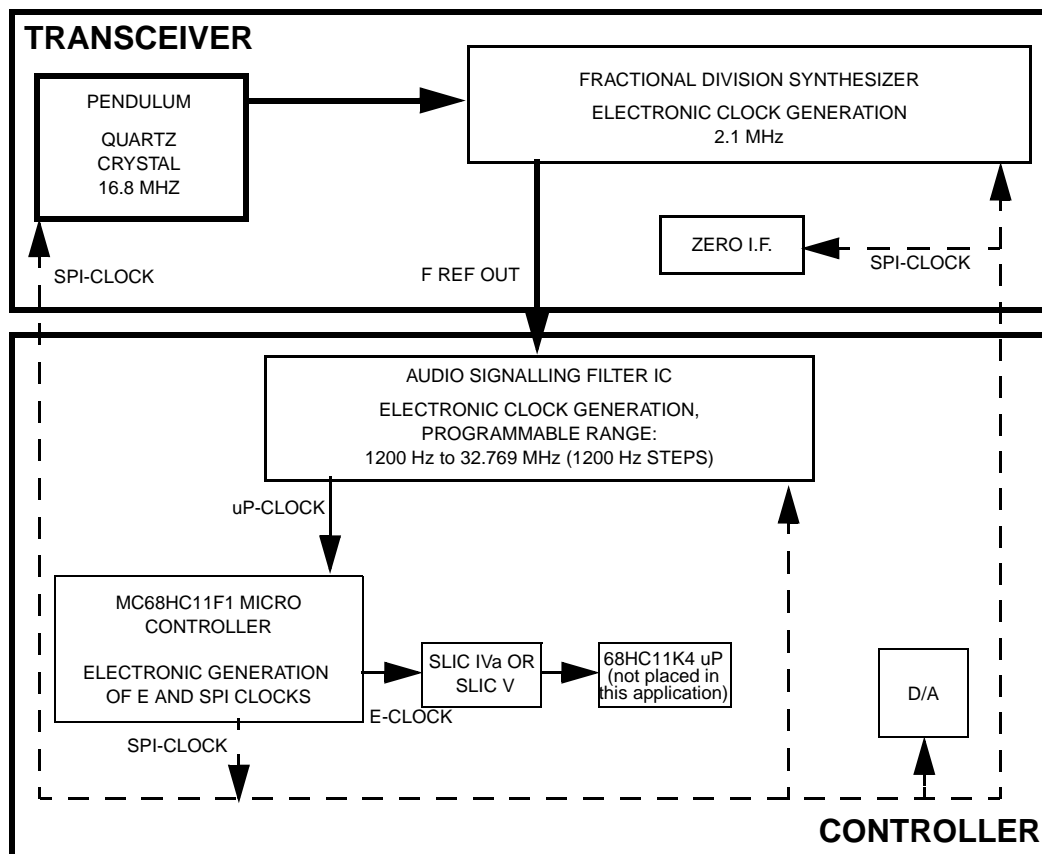 TRANSCEIVER
PENDULUM
QUARTZ
CRYSTAL
16.8 MHZ
FRACTIONAL DIVISION SYNTHESIZER
ELECTRONIC CLOCK GENERATION
2.1 MHz
ZERO I.F.
SPI-CLOCK
SPI-CLOCK
F REF OUT
AUDIO SIGNALLING FILTER IC
ELECTRONIC CLOCK GENERATION,
PROGRAMMABLE RANGE:
1200 Hz to 32.769 MHz (1200 Hz STEPS)
uP-CLOCK
MC68HC11F1 MICRO
CONTROLLER
ELECTRONIC GENERATION
OF E AND SPI CLOCKS
SLIC IVa OR
SLIC V
68HC11K4 uP
(not placed in
this application)
D/A
E-CLOCK
SPI-CLOCK
CONTROLLER